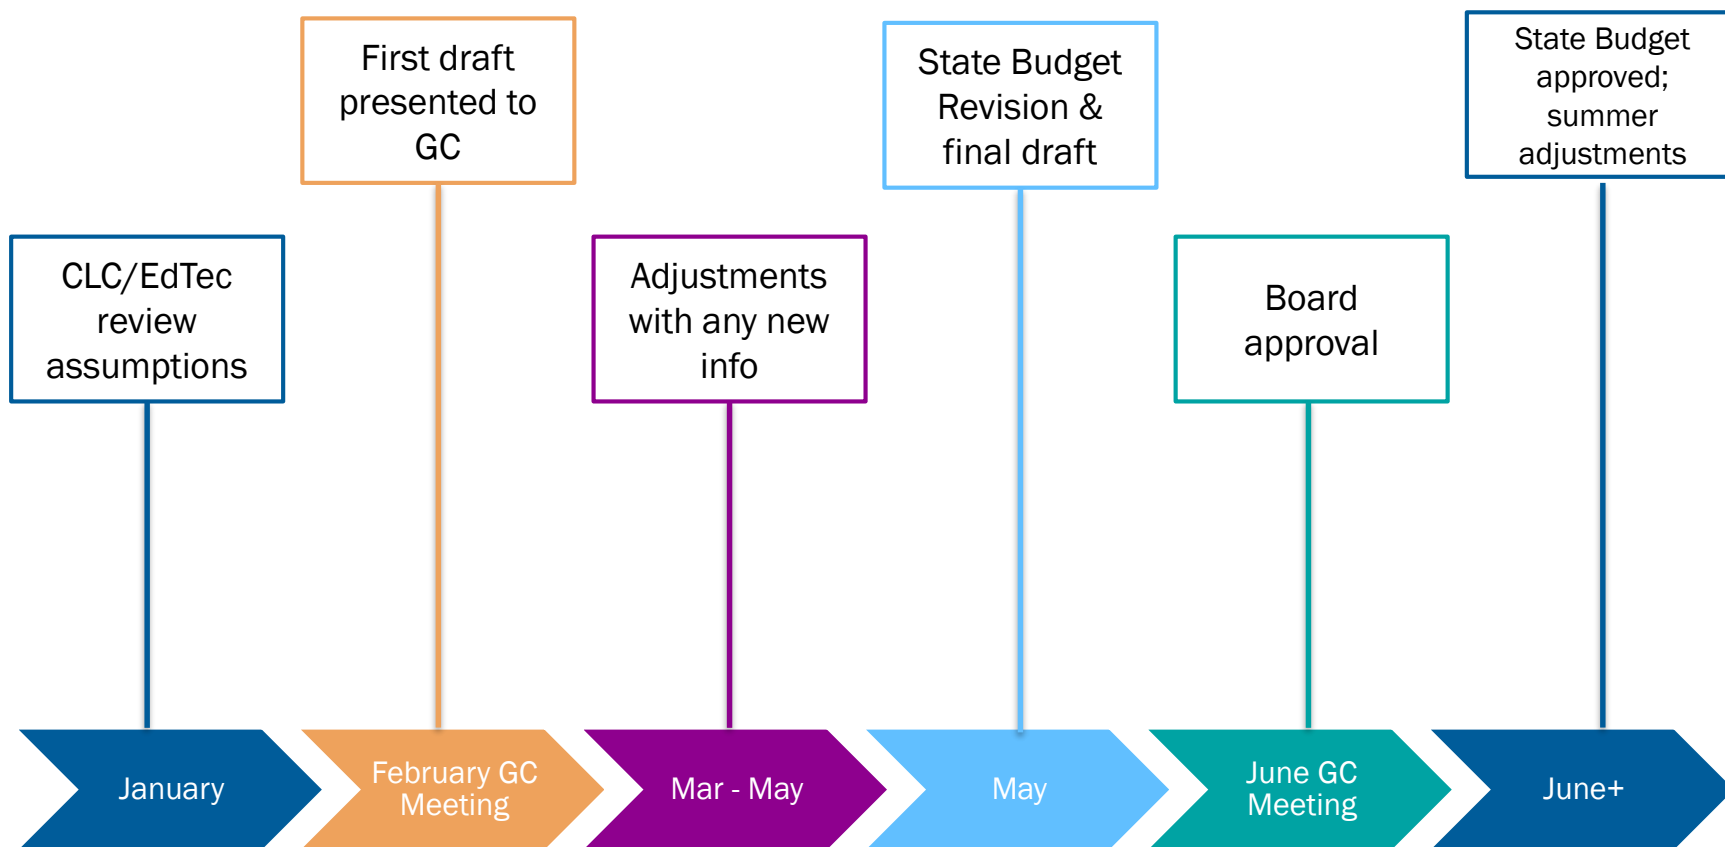 CLC/EdTec
review
assumptions
First draft
presented to
GC
Adjustments
with any new
info
State Budget
Revision &
final draft
Board
approval
State Budget
approved;
summer
adjustments
January
February GC
Meeting
Mar - May
May
June GC
Meeting
June+